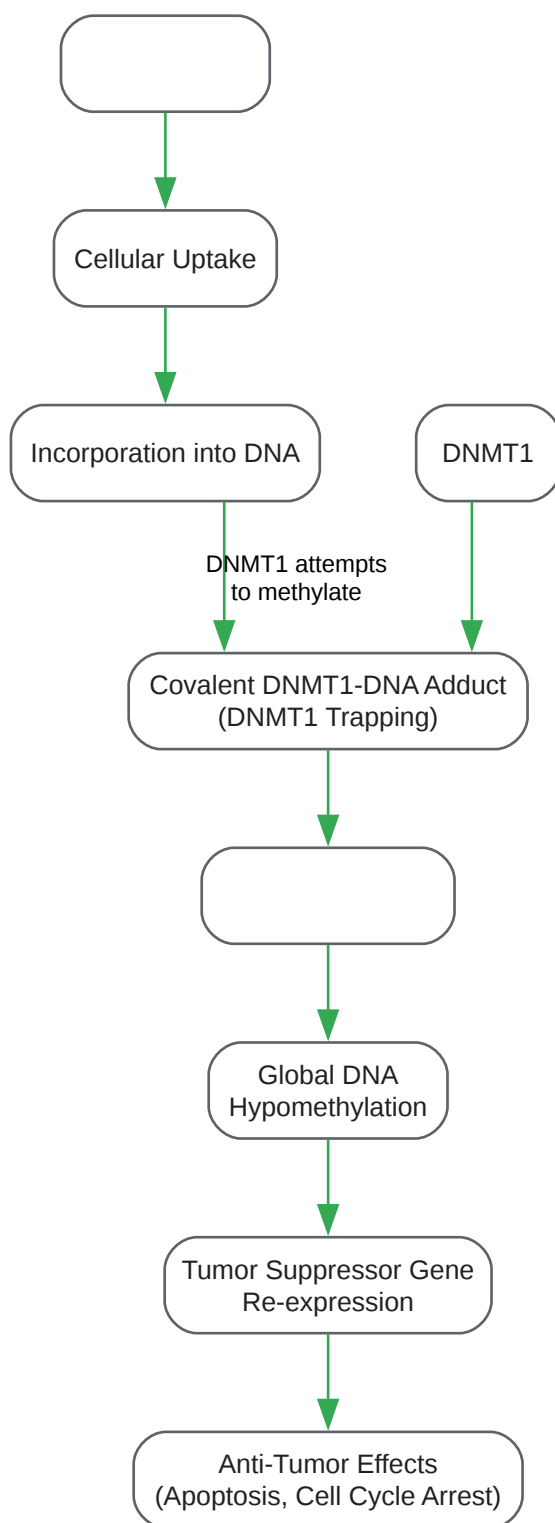 Cellular Uptake
Incorporation into DNA
DNMT1
DNMT1 attempts
to methylate
Covalent DNMT1-DNA Adduct
(DNMT1 Trapping)
Global DNA
Hypomethylation
Tumor Suppressor Gene
Re-expression
Anti-Tumor Effects
(Apoptosis, Cell Cycle Arrest)